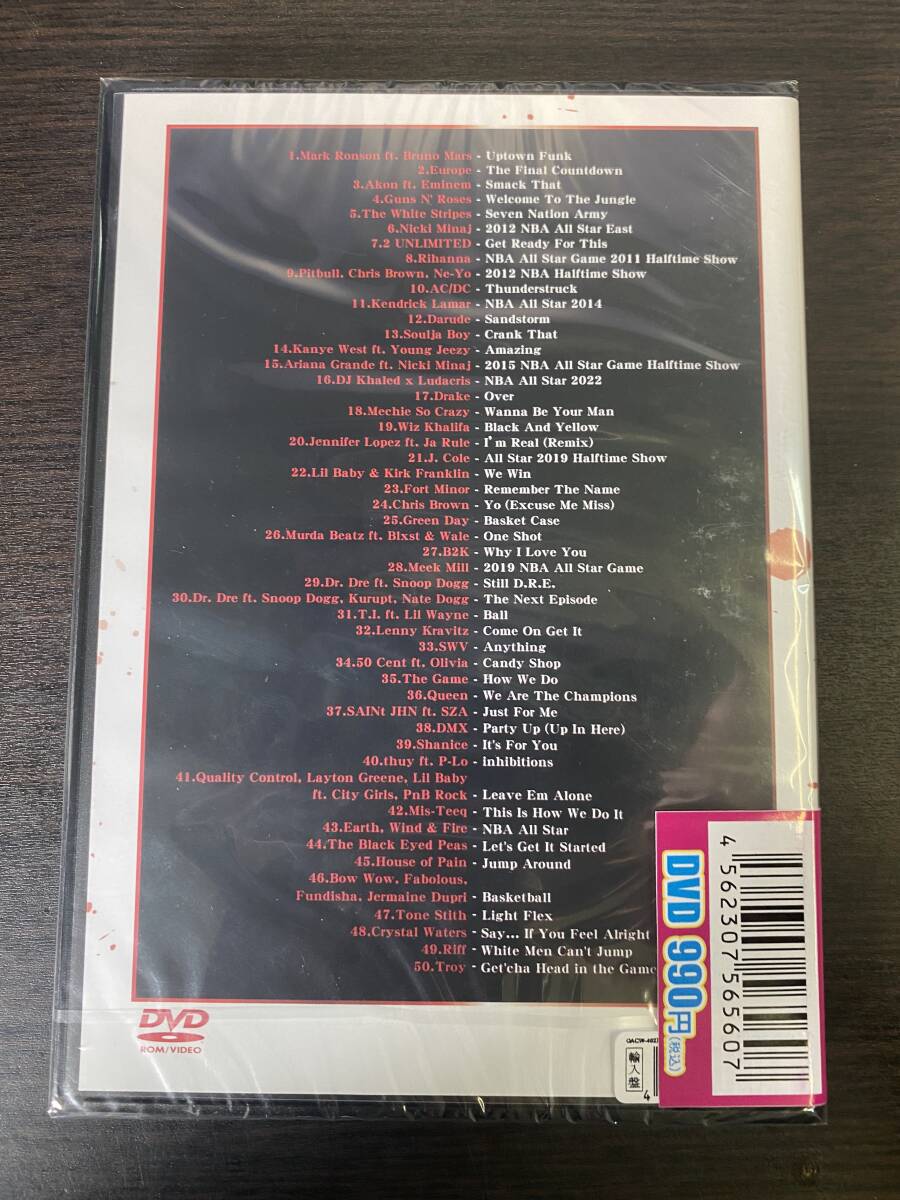 1.Mark Ronson ft. Bruno Mars - Uptown Funk
2.Europe - The Final Countdown
3.Akon ft. Eminem - Smack That
4.Guns N' Roses - Welcome To The Jungle
5.The White Stripes - Seven Nation Army
6.Nicki Minaj - 2012 NBA All Star East
7.2 UNLIMITED - Get Ready For This
8.Rihanna - NBA All Star Game 2011 Halftime Show
9.Pitbull, Chris Brown, Ne-Yo - 2012 NBA Halftime Show
10.AC/DC - Thunderstruck
11.Kendrick Lamar - NBA All Star 2014
12.Darude - Sandstorm
13.Soulja Boy - Crank That
14.Kanye West ft. Young Jeezy - Amazing
15.Ariana Grande ft. Nicki Minaj - 2015 NBA All Star Game Halftime Show
16.DJ Khaled x Ludacris - NBA All Star 2022
17.Drake - Over
18.Mechie So Crazy - Wanna Be Your Man
19.Wiz Khalifa - Black And Yellow
20.Jennifer Lopez ft. Ja Rule - I'm Real (Remix)
21.J. Cole - All Star 2019 Halftime Show
22.Lil Baby & Kirk Franklin - We Win
23.Fort Minor - Remember The Name
24.Chris Brown - Yo (Excuse Me Miss)
25.Green Day - Basket Case
26.Murda Beatz ft. Blxst & Wale - One Shot
27.B2K - Why I Love You
28.Meek Mill - 2019 NBA All Star Game
29.Dr. Dre ft. Snoop Dogg - Still D.R.E.
30.Dr. Dre ft. Snoop Dogg, Kurupt, Nate Dogg - The Next Episode
31.T.I. ft. Lil Wayne - Ball
32.Lenny Kravitz - Come On Get It
33.SWV - Anything
34.50 Cent ft. Olivia - Candy Shop
35.The Game - How We Do
36.Queen - We Are The Champions
37.SAINt JHN ft. SZA - Just For Me
38.DMX - Party Up (Up In Here)
39.Shanice - It's For You
40.thuy ft. P-Lo - inhibitions
41.Quality Control, Layton Greene, Lil Baby
ft. City Girls, PnB Rock - Leave Em Alone
42.Mis-Teeq - This Is How We Do It
43.Earth, Wind & Fire - NBA All Star
44.The Black Eyed Peas - Let's Get It Started
45.House of Pain - Jump Around
46.Bow Wow, Fabolous,
Fundisha, Jermaine Dupri - Basketball
47.Tone Stith - Light Flex
48.Crystal Waters - Say... If You Feel Alright
49.Riff - White Men Can't Jump
50.Troy - Get'cha Head in the Game
DVD
ROM/VIDEO
輸入盤
4
DVD 990円(税込)
4 562307 565607